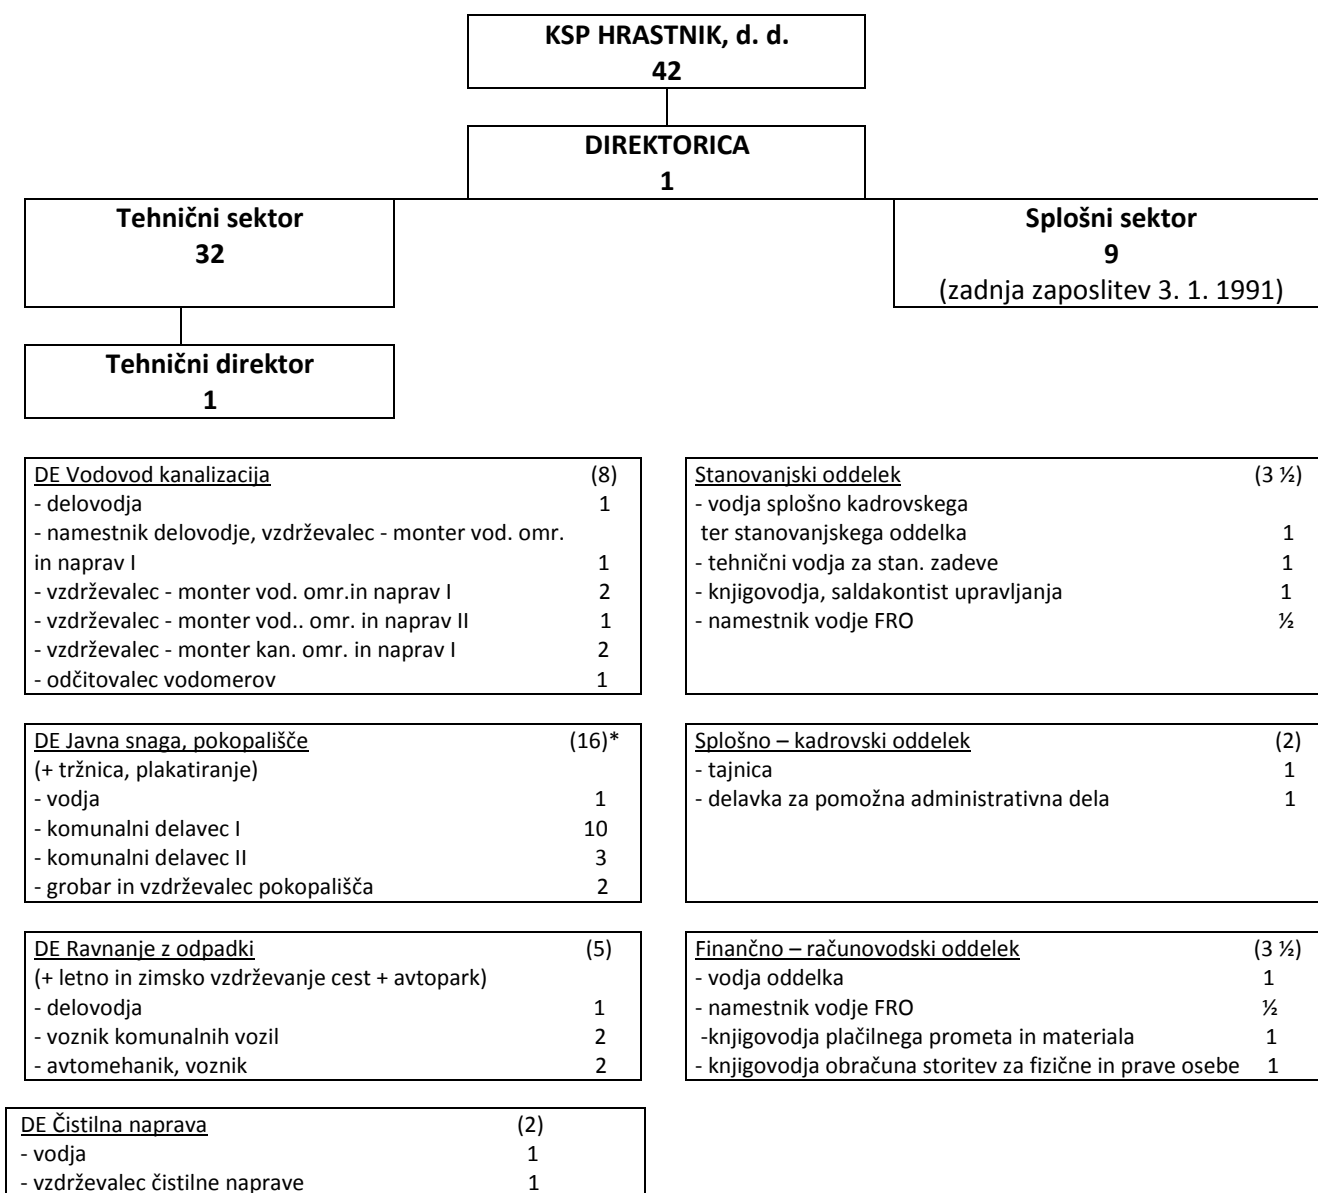 KSP HRASTNIK, d. d.
42
DIREKTORICA
1
Tehnični sektor
32
Splošni sektor
9
(zadnja zaposlitev 3. 1. 1991)
Tehnični direktor
1
DE Vodovod kanalizacija (8)
- delovodja 1
- namestnik delovodje, vzdrževalec - monter vod. omr.
in naprav I 1
- vzdrževalec - monter vod. omr.in naprav I 2
- vzdrževalec - monter vod.. omr. in naprav II 1
- vzdrževalec - monter kan. omr. in naprav I 2
- odčitovalec vodomerov 1
Stanovanjski oddelek (3 ½)
- vodja splošno kadrovskega
ter stanovanjskega oddelka 1
- tehnični vodja za stan. zadeve 1
- knjigovodja, saldakontist upravljanja 1
- namestnik vodje FRO ½
DE Javna snaga, pokopališče (16)*
(+ tržnica, plakatiranje)
- vodja 1
- komunalni delavec I 10
- komunalni delavec II 3
- grobar in vzdrževalec pokopališča 2
Splošno – kadrovski oddelek (2)
- tajnica 1
- delavka za pomožna administrativna dela 1
DE Ravnanje z odpadki (5)
(+ letno in zimsko vzdrževanje cest + avtopark)
- delovodja 1
- voznik komunalnih vozil 2
- avtomehanik, voznik 2
Finančno – računovodski oddelek (3 ½)
- vodja oddelka 1
- namestnik vodje FRO ½
-knjigovodja plačilnega prometa in materiala 1
- knjigovodja obračuna storitev za fizične in prave osebe 1
DE Čistilna naprava (2)
- vodja 1
- vzdrževalec čistilne naprave 1